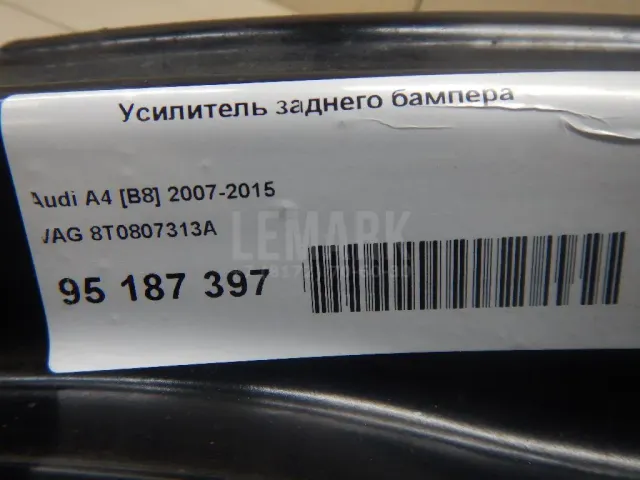 Усилитель заднего бампера
Audi A4 [B8] 2007-2015
VAG 8T0807313A
LEMARK
95 187 397